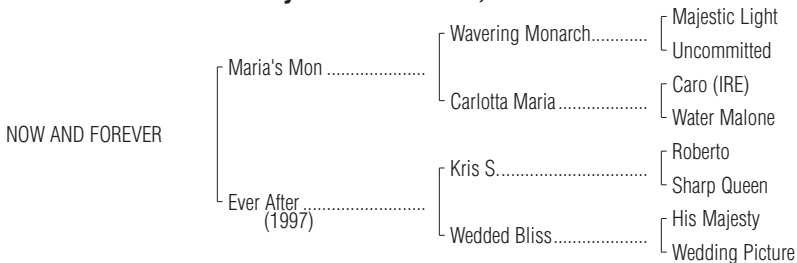 Majestic Light
Wavering Monarch............
Uncommitted
Maria's Mon .....................
Caro (IRE)
Carlotta Maria...................
Water Malone
NOW AND FOREVER
Roberto
Kris S................................
Sharp Queen
Ever After ..........................
(1997)
His Majesty
Wedded Bliss....................
Wedding Picture